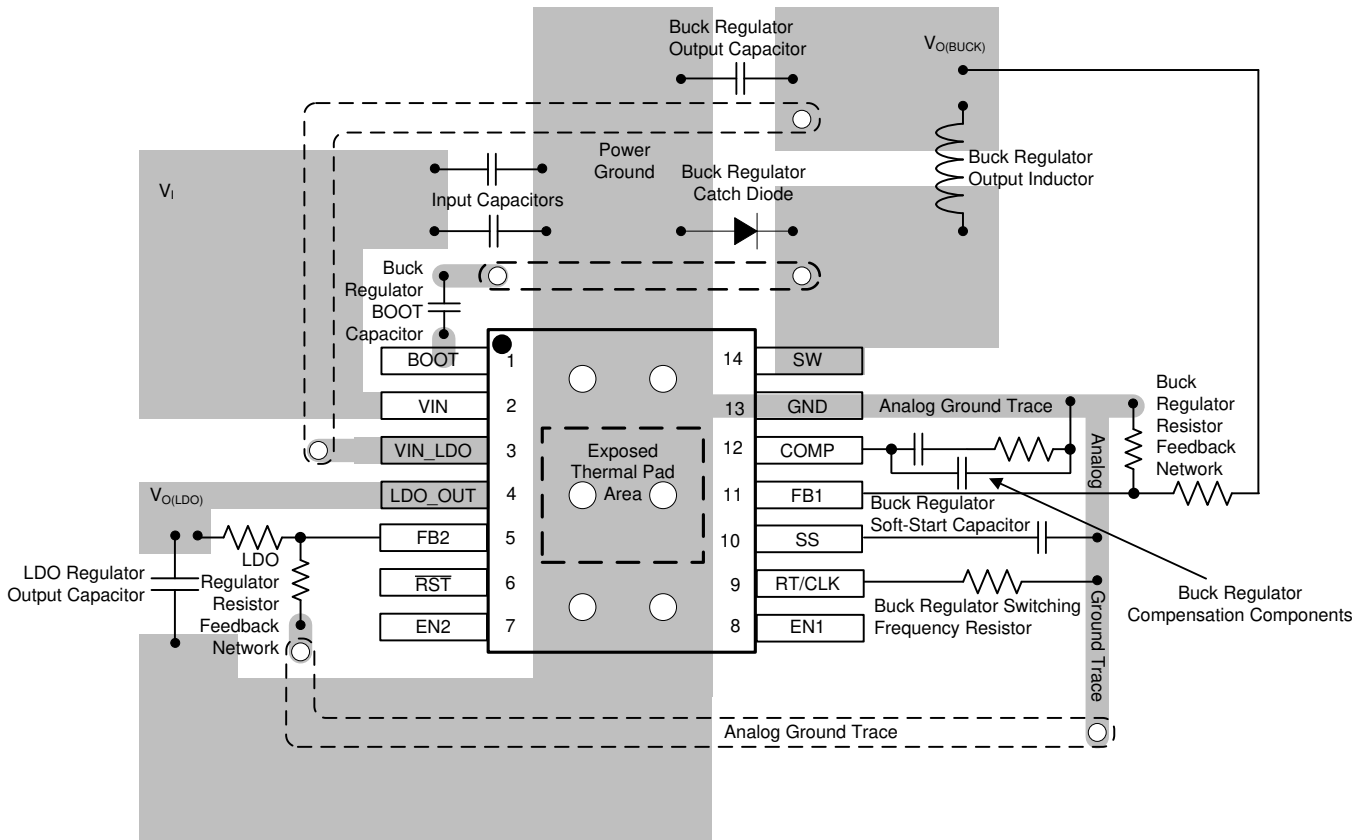 Buck Regulator
Output Capacitor
VO(BUCK)
Power
Ground
Buck Regulator
Output Inductor
VI
Input Capacitors
Buck Regulator
Catch Diode
Buck
Regulator
BOOT
Capacitor
BOOT
1
14
SW
VIN
2
13
GND
Analog Ground Trace
Buck
Regulator
Resistor
Feedback
Network
VIN_LDO
3
12
COMP
Analog
Exposed
Thermal Pad
Area
VO(LDO)
LDO_OUT
4
11
FB1
Buck Regulator
Soft-Start Capacitor
FB2
5
10
SS
LDO
Regulator
Resistor
Feedback
Network
LDO Regulator
Output Capacitor
RST
6
9
RT/CLK
Buck Regulator Switching
Frequency Resistor
Ground Trace
Buck Regulator
Compensation Components
EN2
7
8
EN1
Analog Ground Trace